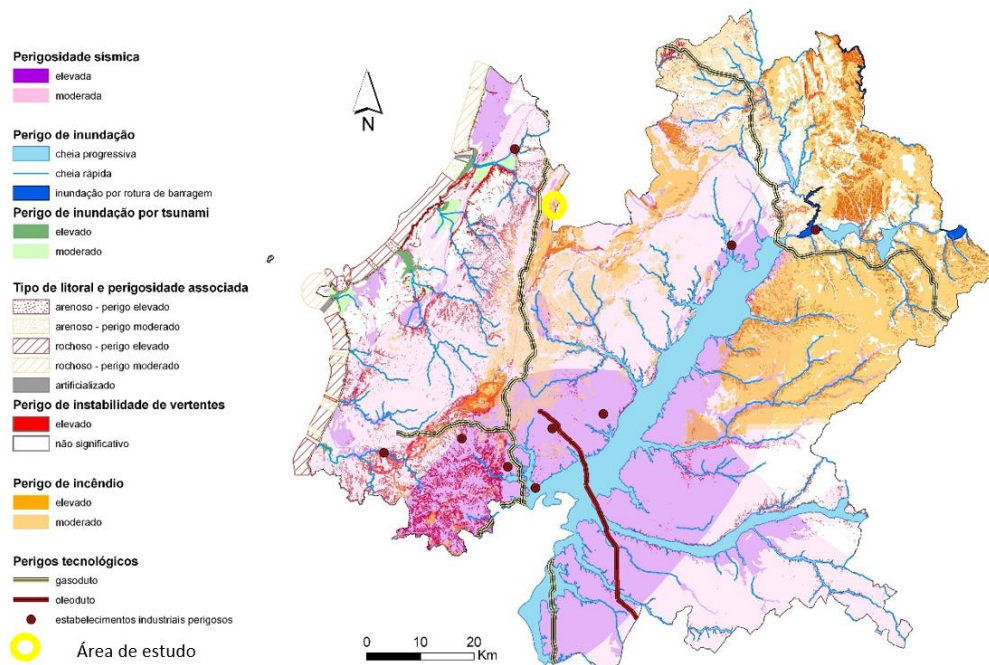 Perigosidade sísmica
elevada
moderada
Perigo de inundação
cheia progressiva
cheia rápida
inundação por rotura de barragem
Perigo de inundação por tsunami
elevado
moderado
Tipo de litoral e perigosidade associada
arenoso - perigo elevado
arenoso - perigo moderado
rochoso - perigo elevado
rochoso - perigo moderado
artificializado
Perigo de instabilidade de vertentes
elevado
não significativo
Perigo de incêndio
elevado
moderado
Perigos tecnológicos
gasoduto
oleoduto
estabelecimentos industriais perigosos
Área de estudo
N
0 10 20
Km